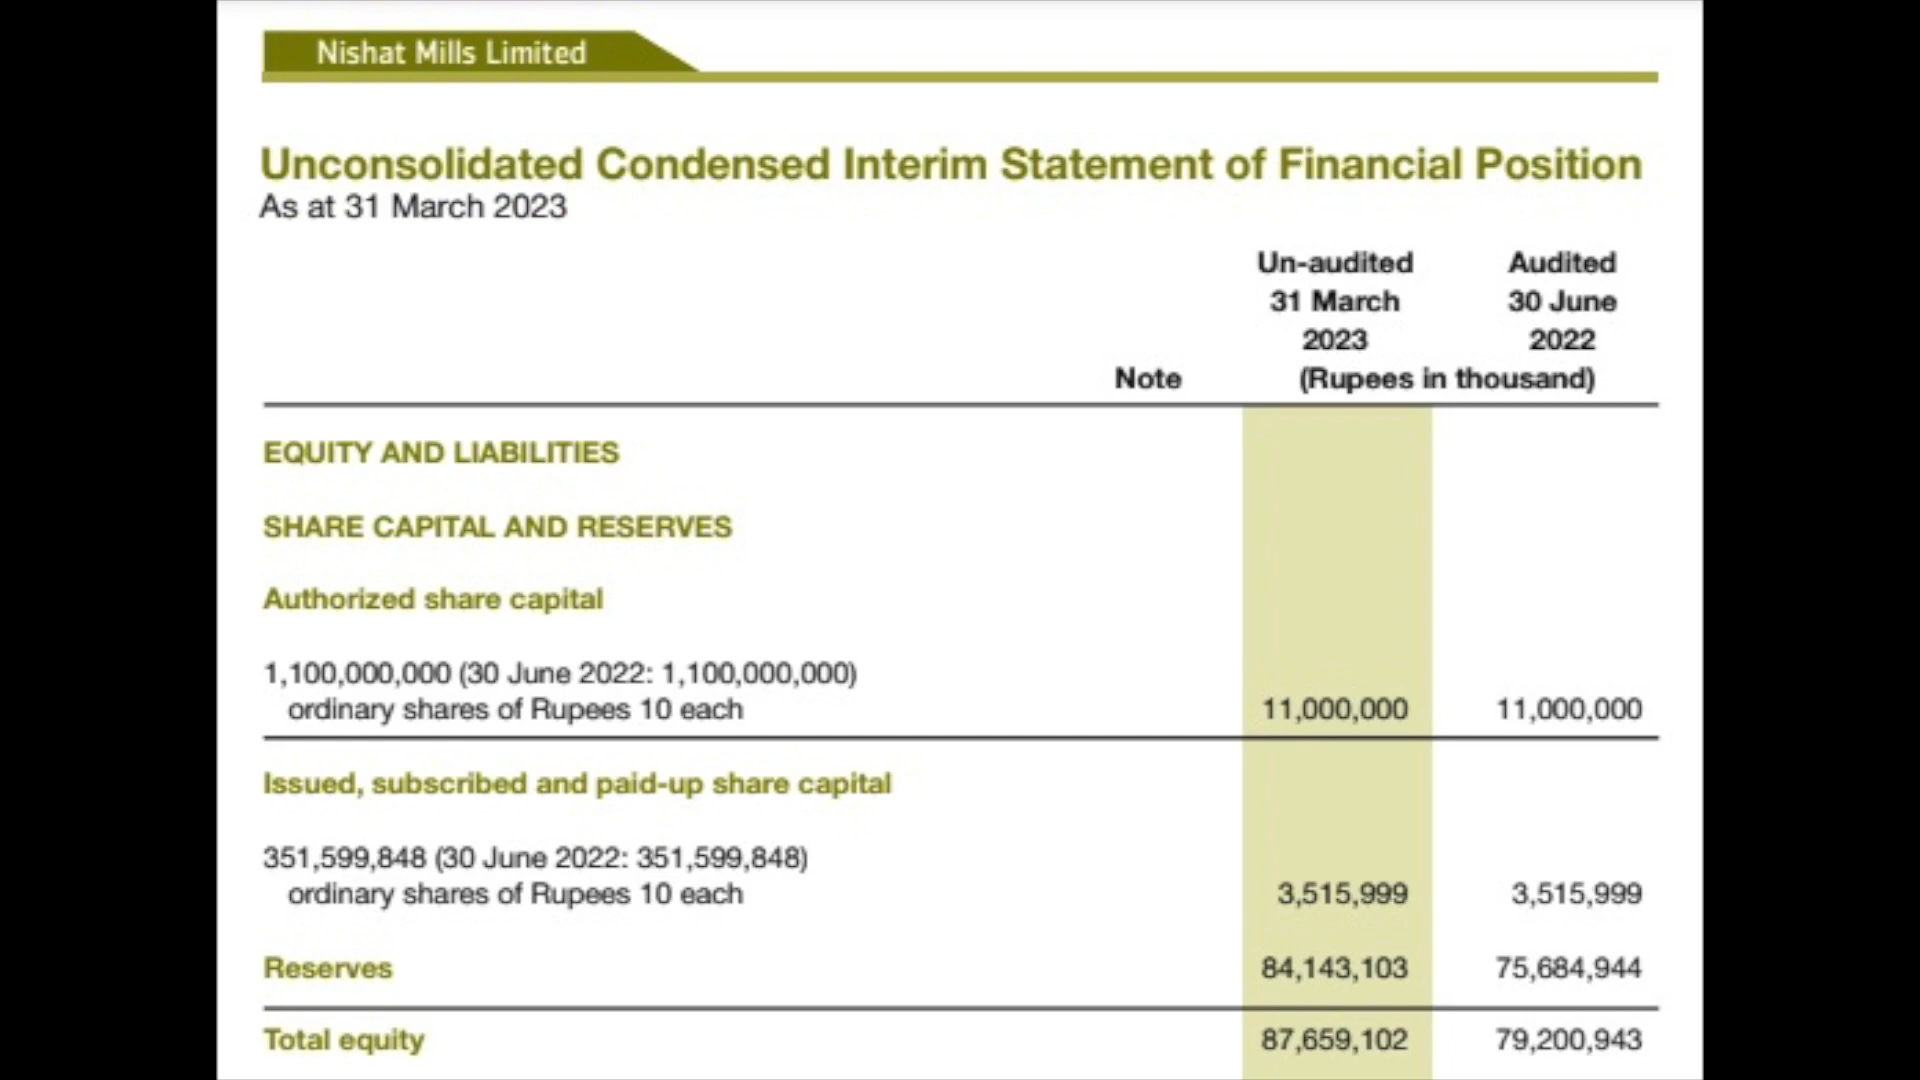 Nishat Mills Limited
Unconsolidated Condensed Interim Statement of Financial Position
As at 31 March 2023
Un-audited Audited
31 March 30 June
2023 2022
Note (Rupees in thousand)
EQUITY AND LIABILITIES
SHARE CAPITAL AND RESERVES
Authorized share capital
1,100,000,000 (30 June 2022: 1,100,000,000)
ordinary shares of Rupees 10 each 11,000,000 11,000,000
Issued, subscribed and paid-up share capital
351,599,848 (30 June 2022: 351,599,848)
ordinary shares of Rupees 10 each 3,515,999 3,515,999
Reserves 84,143,103 75,684,944
Total equity 87,659,102 79,200,943